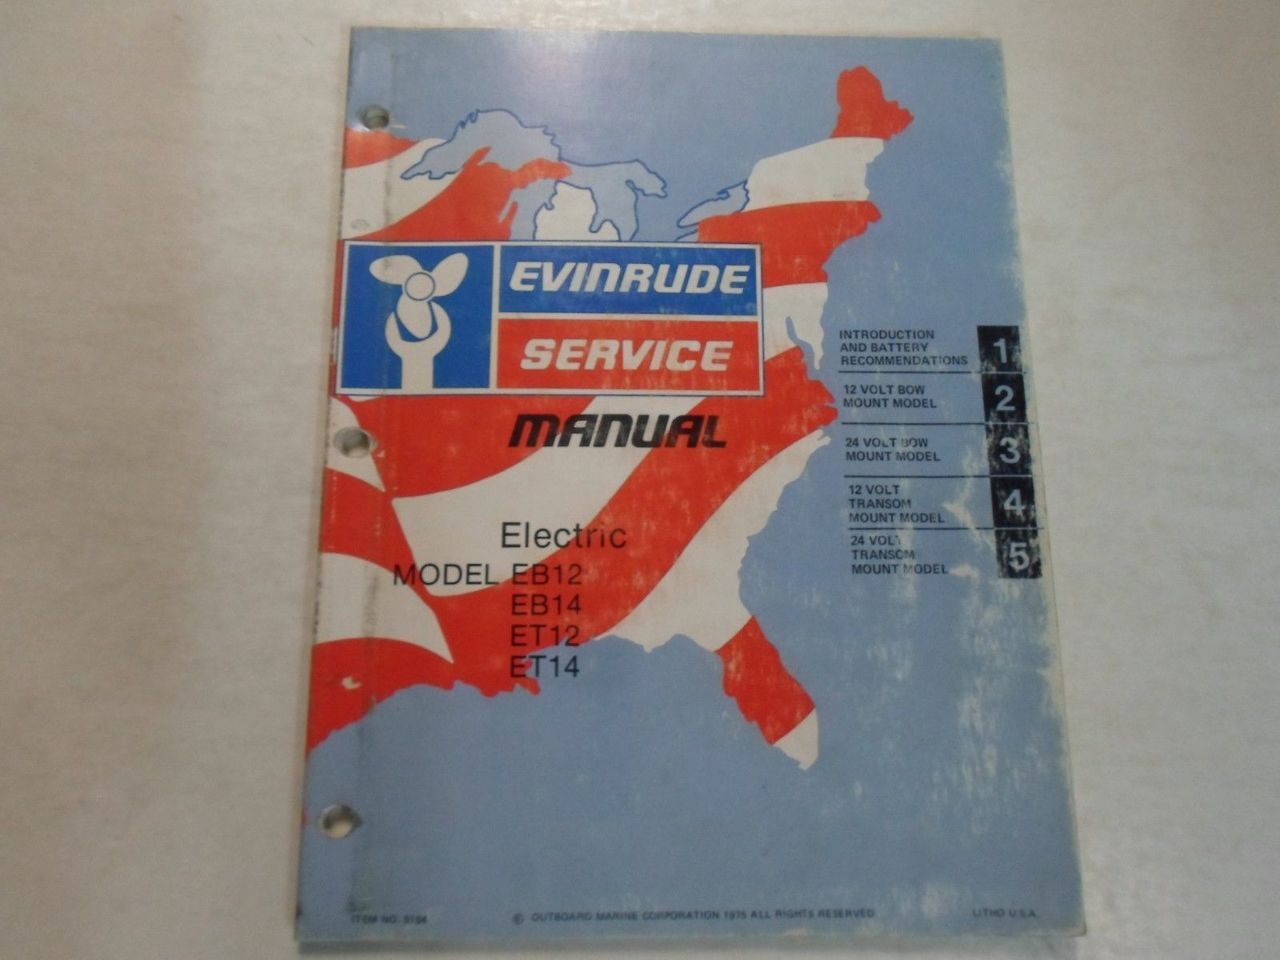 EVINRUDE
SERVICE
MANUAL
Electric
MODEL EB12
EB14
ET12
ET14
INTRODUCTION
AND BATTERY
RECOMMENDATIONS
1
12 VOLT BOW
MOUNT MODEL
2
24 VOLT BOW
MOUNT MODEL
3
12 VOLT
TRANSOM
MOUNT MODEL
4
24 VOLT
TRANSOM
MOUNT MODEL
5
ITEM NO.
© OUTBOARD MARINE CORPORATION 1975 ALL RIGHTS RESERVED
LITHO U.S.A.